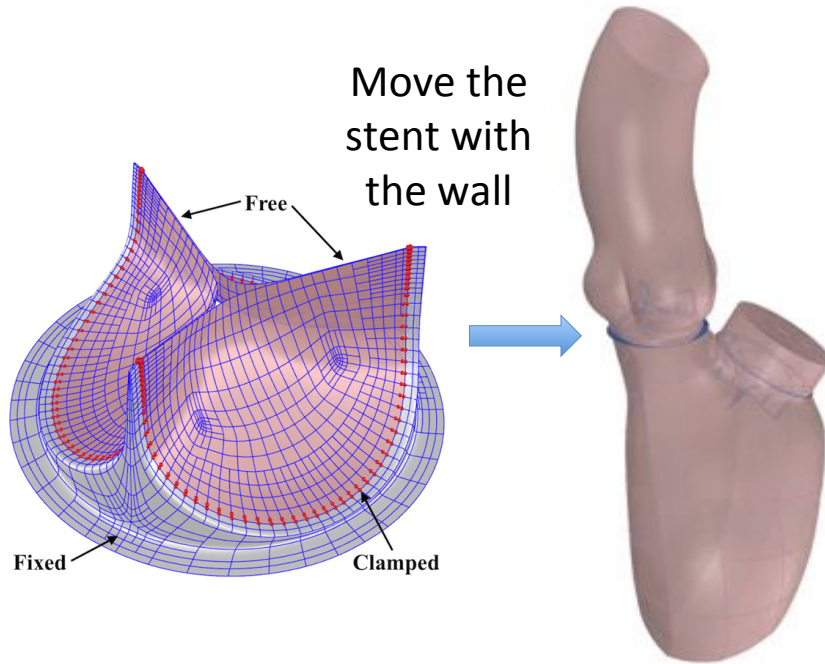 Move the
stent with
the wall
Free
Fixed
Clamped